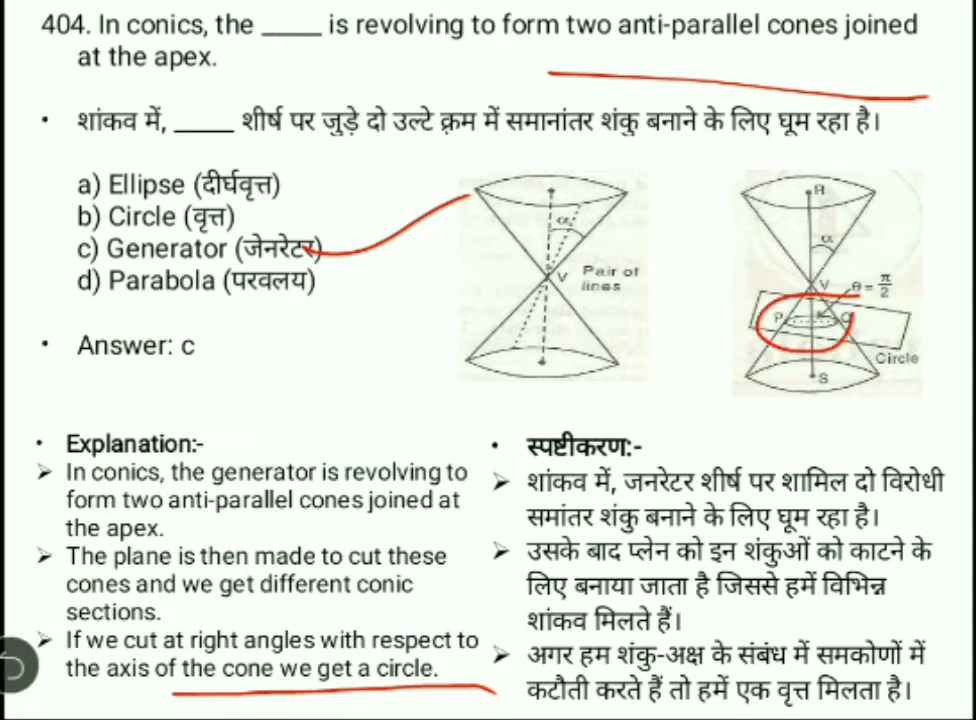 404. In conics, the _____ is revolving to form two anti-parallel cones joined
at the apex.
• शांकव में, _____ शीर्ष पर जुड़े दो उल्टे क्रम में समानांतर शंकु बनाने के लिए घूम रहा है।
a) Ellipse (दीर्घवृत्त)
b) Circle (वृत्त)
c) Generator (जेनरेटर)
d) Parabola (परवलय)
α
V Pair of
lines
R
α
V θ = π/2
P Q
Circle
S
• Answer: c
• Explanation:-
➢ In conics, the generator is revolving to
form two anti-parallel cones joined at
the apex.
➢ The plane is then made to cut these
cones and we get different conic
sections.
➢ If we cut at right angles with respect to
the axis of the cone we get a circle.
• स्पष्टीकरण:-
➢ शांकव में, जनरेटर शीर्ष पर शामिल दो विरोधी
समांतर शंकु बनाने के लिए घूम रहा है।
➢ उसके बाद प्लेन को इन शंकुओं को काटने के
लिए बनाया जाता है जिससे हमें विभिन्न
शांकव मिलते हैं।
➢ अगर हम शंकु-अक्ष के संबंध में समकोणों में
कटौती करते हैं तो हमें एक वृत्त मिलता है।